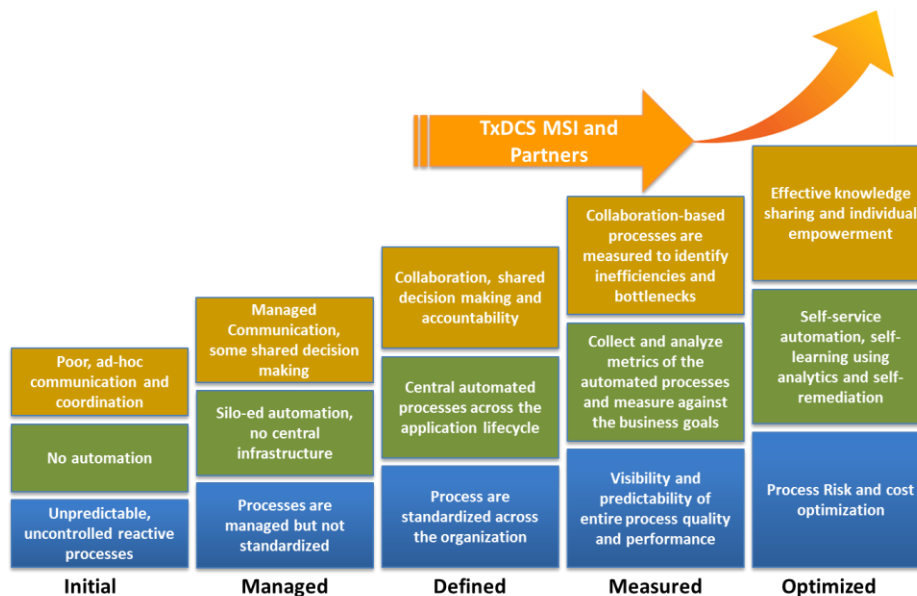 TxDCS MSI and
Partners
Poor, ad-hoc
communication and
coordination
No automation
Unpredictable,
uncontrolled reactive
processes
Initial
Managed
Communication,
some shared decision
making
Silo-ed automation,
no central
infrastructure
Processes are
managed but not
standardized
Managed
Collaboration, shared
decision making and
accountability
Central automated
processes across the
application lifecycle
Process are
standardized across
the organization
Defined
Collaboration-based
processes are
measured to identify
inefficiencies and
bottlenecks
Collect and analyze
metrics of the
automated processes
and measure against
the business goals
Visibility and
predictability of
entire process quality
and performance
Measured
Effective knowledge
sharing and individual
empowerment
Self-service
automation, self-
learning using
analytics and self-
remediation
Process Risk and cost
optimization
Optimized